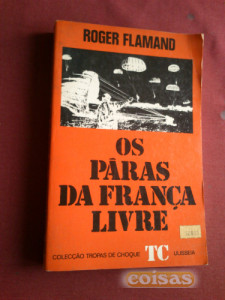 ROGER FLAMAND
OS
PÁRAS
DA FRANÇA
LIVRE
COLECÇÃO TROPAS DE CHOQUE TC ULISSEIA
coisas